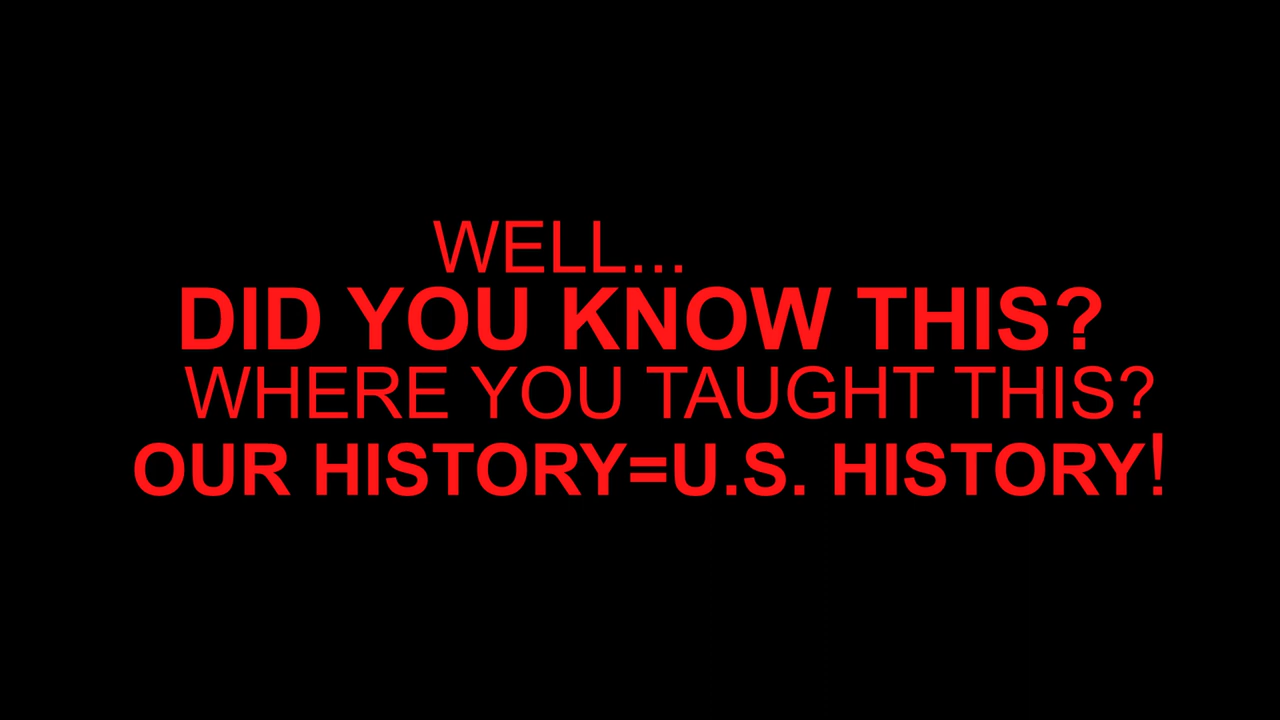 WELL...
DID YOU KNOW THIS?
WHERE YOU TAUGHT THIS?
OUR HISTORY=U.S. HISTORY!